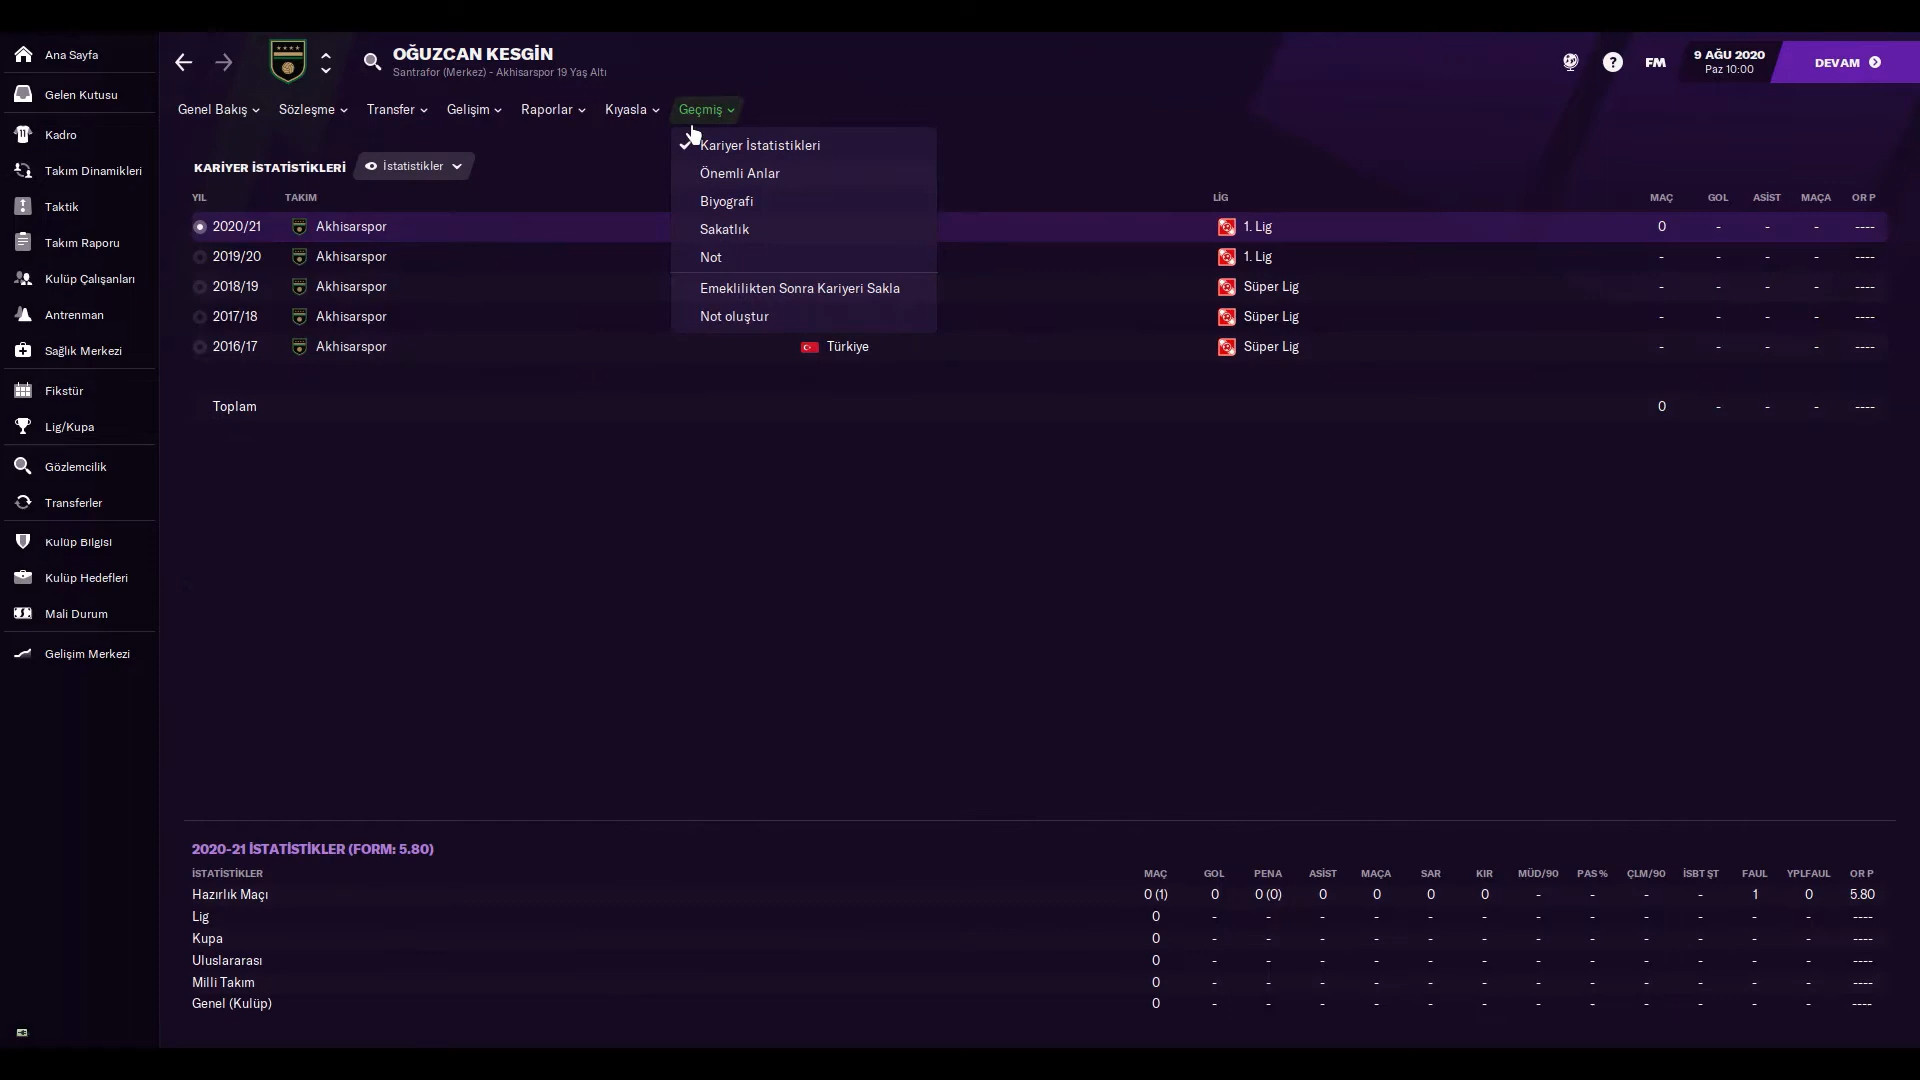 Ana Sayfa
Gelen Kutusu
Kadro
Takım Dinamikleri
Taktik
Takım Raporu
Kulüp Çalışanları
Antrenman
Sağlık Merkezi
Fikstür
Lig/Kupa
Gözlemcilik
Transferler
Kulüp Bilgisi
Kulüp Hedefleri
Mali Durum
Gelişim Merkezi
OĞUZCAN KESGİN
Santrafor (Merkez) - Akhisarspor 19 Yaş Altı
FM
9 AĞU 2020
Paz 10:00
DEVAM
Genel Bakış Sözleşme Transfer Gelişim Raporlar Kıyasla Geçmiş
Kariyer İstatistikleri
Önemli Anlar
Biyografi
Sakatlık
Not
Emeklilikten Sonra Kariyeri Sakla
Not oluştur
KARİYER İSTATİSTİKLERİ İstatistikler
YIL TAKIM LİG MAÇ GOL ASİST MAÇA OR P
2020/21 Akhisarspor 1. Lig 0 - - - ----
2019/20 Akhisarspor 1. Lig - - - - ----
2018/19 Akhisarspor Süper Lig - - - - ----
2017/18 Akhisarspor Süper Lig - - - - ----
2016/17 Akhisarspor Türkiye Süper Lig - - - - ----
Toplam 0 - - - ----
2020-21 İSTATİSTİKLER (FORM: 5.80)
İSTATİSTİKLER MAÇ GOL PENA ASİST MAÇA SAR KIR MÜD/90 PAS % ÇLM/90 İSBT ŞT FAUL YPLFAUL OR P
Hazırlık Maçı 0 (1) 0 0 (0) 0 0 0 0 - - - - 1 0 5.80
Lig 0 - - - - - - - - - - - - ----
Kupa 0 - - - - - - - - - - - - ----
Uluslararası 0 - - - - - - - - - - - - ----
Milli Takım 0 - - - - - - - - - - - - ----
Genel (Kulüp) 0 - - - - - - - - - - - - ----